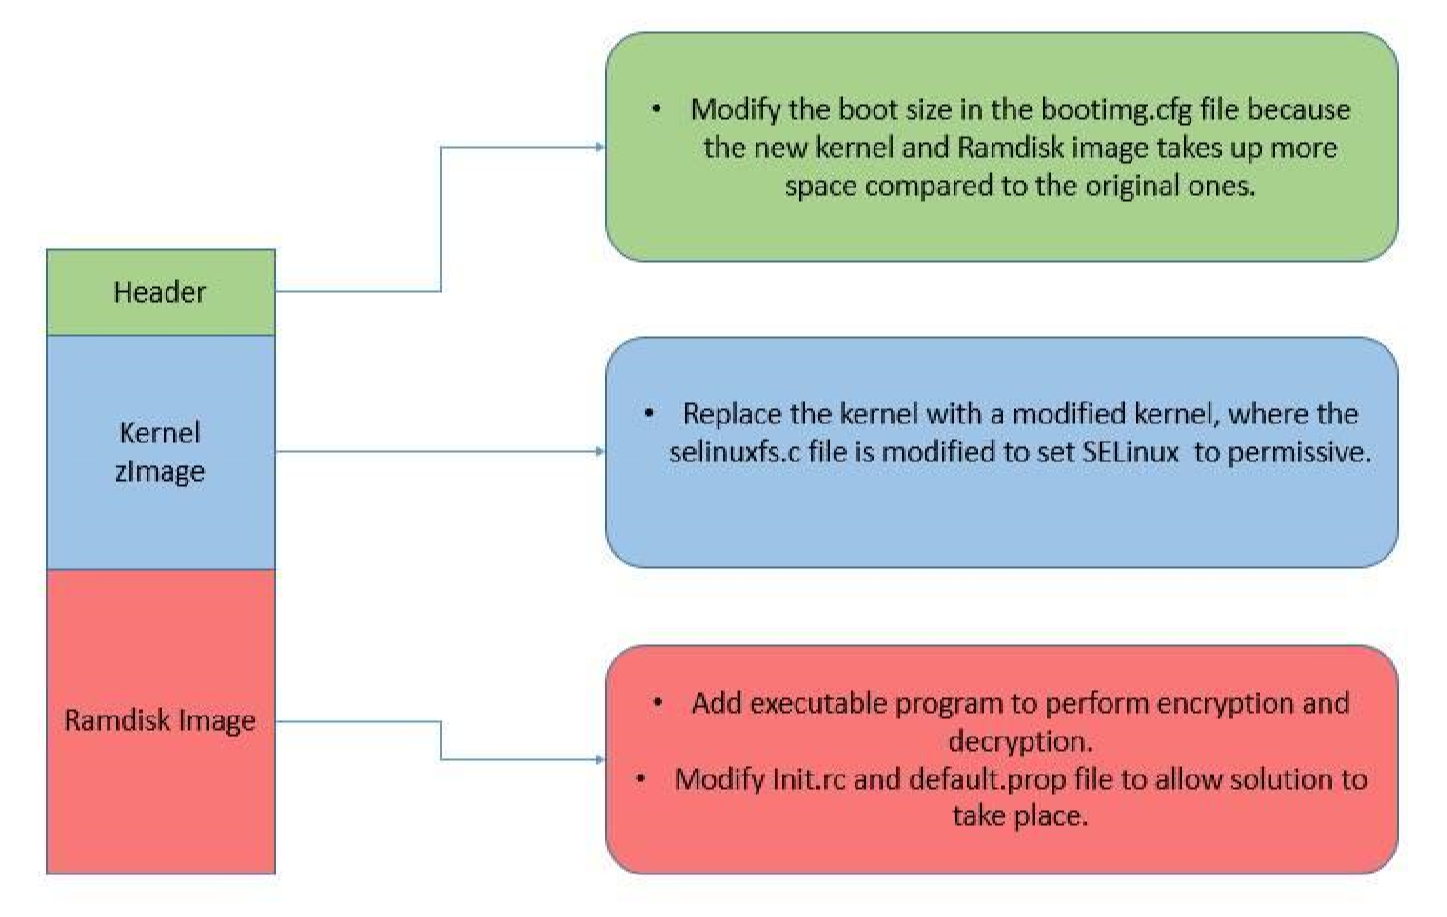 • Modify the boot size in the bootimg.cfg file because
the new kernel and Ramdisk image takes up more
space compared to the original ones.
Header
Kernel
zImage
• Replace the kernel with a modified kernel, where the
selinuxfs.c file is modified to set SELinux  to permissive.
Ramdisk Image
• Add executable program to perform encryption and
decryption.
• Modify Init.rc and default.prop file to allow solution to
take place.